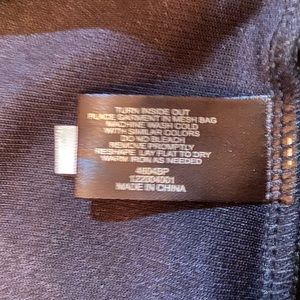 TURN INSIDE OUT
PLACE GARMENT IN MESH BAG
MACHINE WASH COLD
WITH SIMILAR COLORS
DO NOT BLEACH
REMOVE PROMPTLY
RESHAPE, LAY FLAT TO DRY
WARM IRON AS NEEDED
MADE IN CHINA